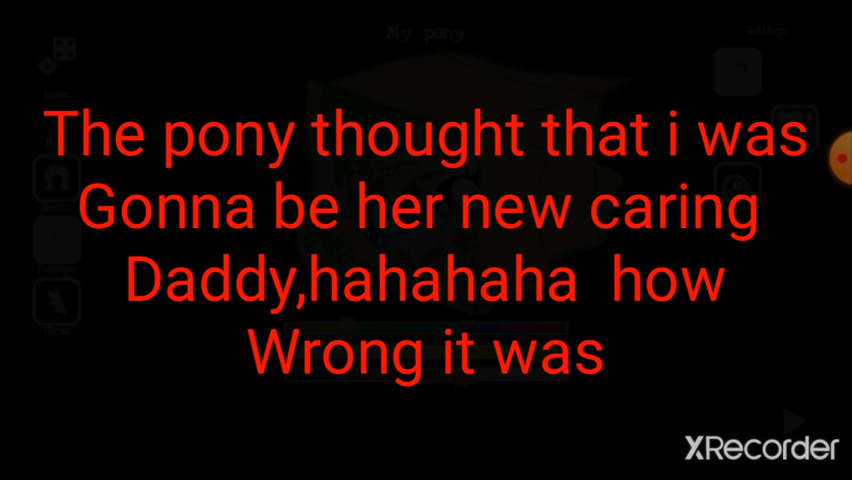 My pony
The pony thought that i was
Gonna be her new caring
Daddy,hahahaha  how
Wrong it was
XRecorder